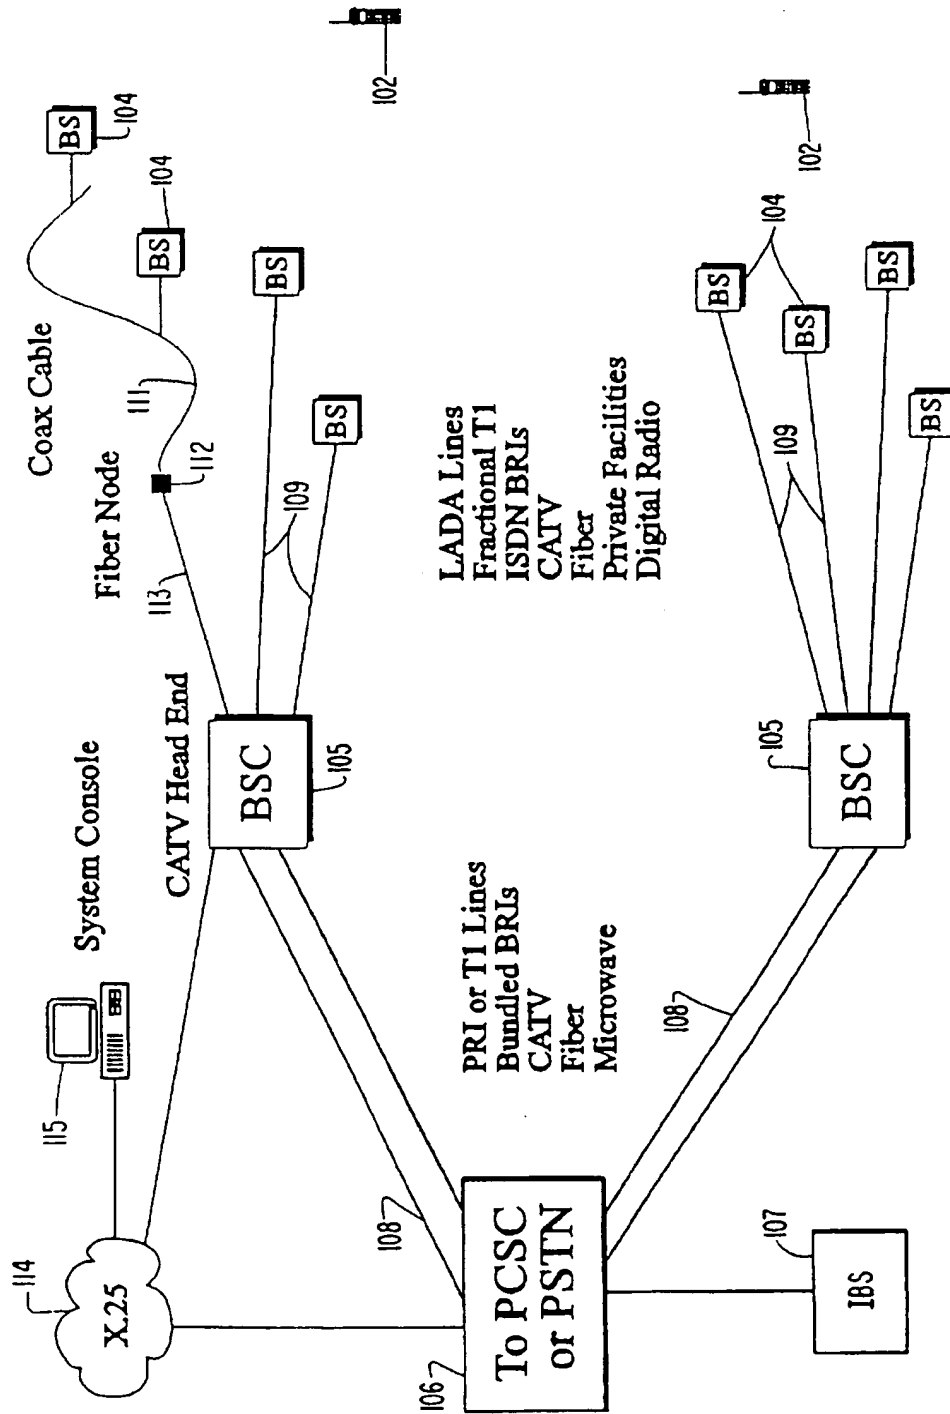 114
X.25
115
System Console
CATV Head End
BSC
105
113
Fiber Node
112
111
Coax Cable
BS
104
BS
104
BS
BS
109
102
108
PRI or T1 Lines
Bundled BRIs
CATV
Fiber
Microwave
LADA Lines
Fractional T1
ISDN BRIs
CATV
Fiber
Private Facilities
Digital Radio
106
To PCSC
or PSTN
108
107
IBS
BSC
105
109
BS
BS
104
BS
BS
102